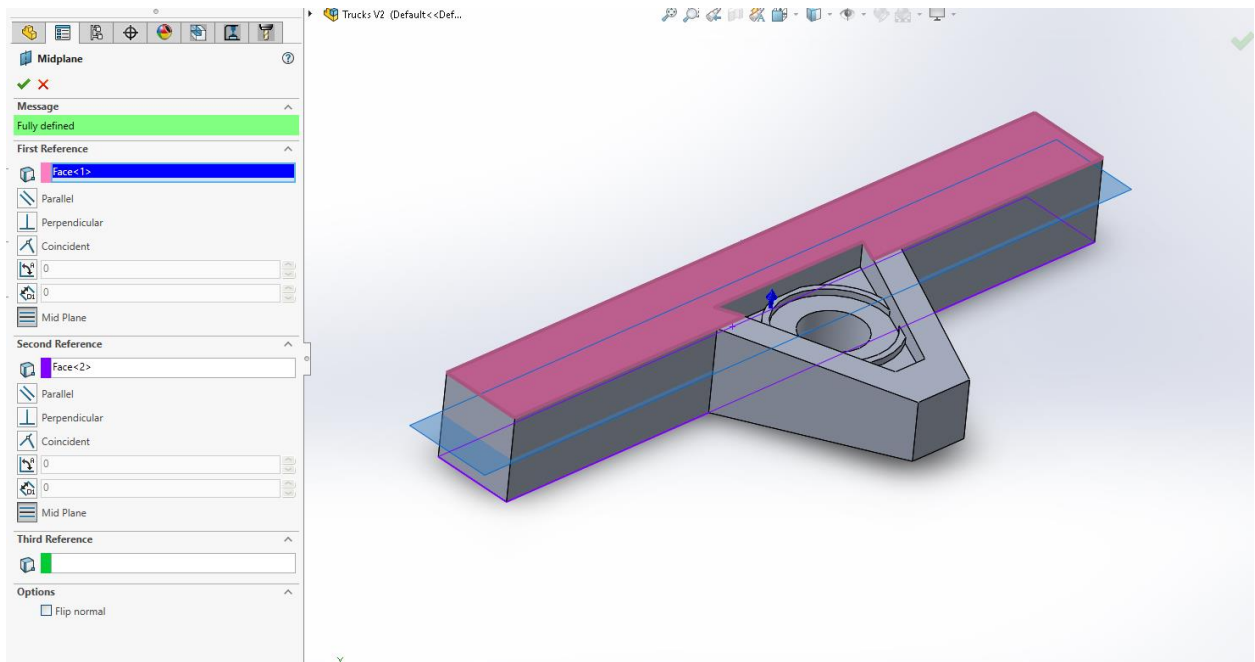 Trucks V2 (Default<<Def...
Midplane
Message
Fully defined
First Reference
Face<1>
Parallel
Perpendicular
Coincident
0
0
Mid Plane
Second Reference
Face<2>
Parallel
Perpendicular
Coincident
0
0
Mid Plane
Third Reference
Options
Flip normal